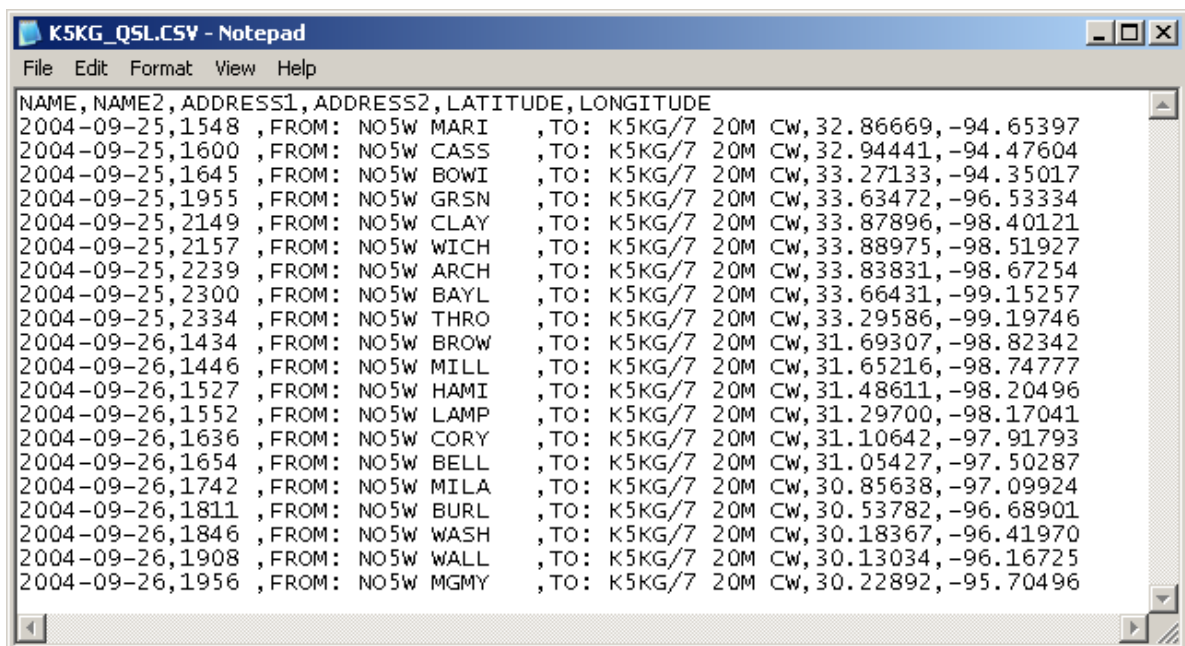 K5KG_QSL.CSV - Notepad
File Edit Format View Help
NAME,NAME2,ADDRESS1,ADDRESS2,LATITUDE,LONGITUDE
2004-09-25,1548 ,FROM: NO5W MARI    ,TO: K5KG/7 20M CW,32.86669,-94.65397
2004-09-25,1600 ,FROM: NO5W CASS    ,TO: K5KG/7 20M CW,32.94441,-94.47604
2004-09-25,1645 ,FROM: NO5W BOWI    ,TO: K5KG/7 20M CW,33.27133,-94.35017
2004-09-25,1955 ,FROM: NO5W GRSN    ,TO: K5KG/7 20M CW,33.63472,-96.53334
2004-09-25,2149 ,FROM: NO5W CLAY    ,TO: K5KG/7 20M CW,33.87896,-98.40121
2004-09-25,2157 ,FROM: NO5W WICH    ,TO: K5KG/7 20M CW,33.88975,-98.51927
2004-09-25,2239 ,FROM: NO5W ARCH    ,TO: K5KG/7 20M CW,33.83831,-98.67254
2004-09-25,2300 ,FROM: NO5W BAYL    ,TO: K5KG/7 20M CW,33.66431,-99.15257
2004-09-25,2334 ,FROM: NO5W THRO    ,TO: K5KG/7 20M CW,33.29586,-99.19746
2004-09-26,1434 ,FROM: NO5W BROW    ,TO: K5KG/7 20M CW,31.69307,-98.82342
2004-09-26,1446 ,FROM: NO5W MILL    ,TO: K5KG/7 20M CW,31.65216,-98.74777
2004-09-26,1527 ,FROM: NO5W HAMI    ,TO: K5KG/7 20M CW,31.48611,-98.20496
2004-09-26,1552 ,FROM: NO5W LAMP    ,TO: K5KG/7 20M CW,31.29700,-98.17041
2004-09-26,1636 ,FROM: NO5W CORY    ,TO: K5KG/7 20M CW,31.10642,-97.91793
2004-09-26,1654 ,FROM: NO5W BELL    ,TO: K5KG/7 20M CW,31.05427,-97.50287
2004-09-26,1742 ,FROM: NO5W MILA    ,TO: K5KG/7 20M CW,30.85638,-97.09924
2004-09-26,1811 ,FROM: NO5W BURL    ,TO: K5KG/7 20M CW,30.53782,-96.68901
2004-09-26,1846 ,FROM: NO5W WASH    ,TO: K5KG/7 20M CW,30.18367,-96.41970
2004-09-26,1908 ,FROM: NO5W WALL    ,TO: K5KG/7 20M CW,30.13034,-96.16725
2004-09-26,1956 ,FROM: NO5W MGMY    ,TO: K5KG/7 20M CW,30.22892,-95.70496